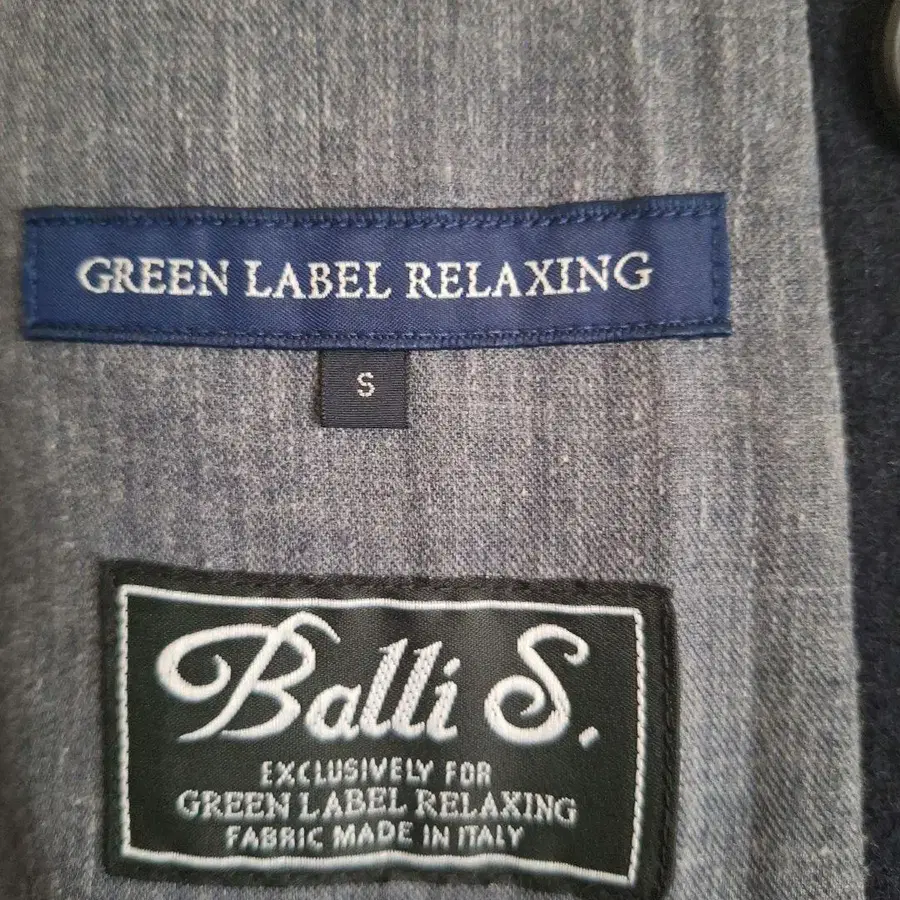 GREEN LABEL RELAXING
S
Balli S.
EXCLUSIVELY FOR
GREEN LABEL RELAXING
FABRIC MADE IN ITALY